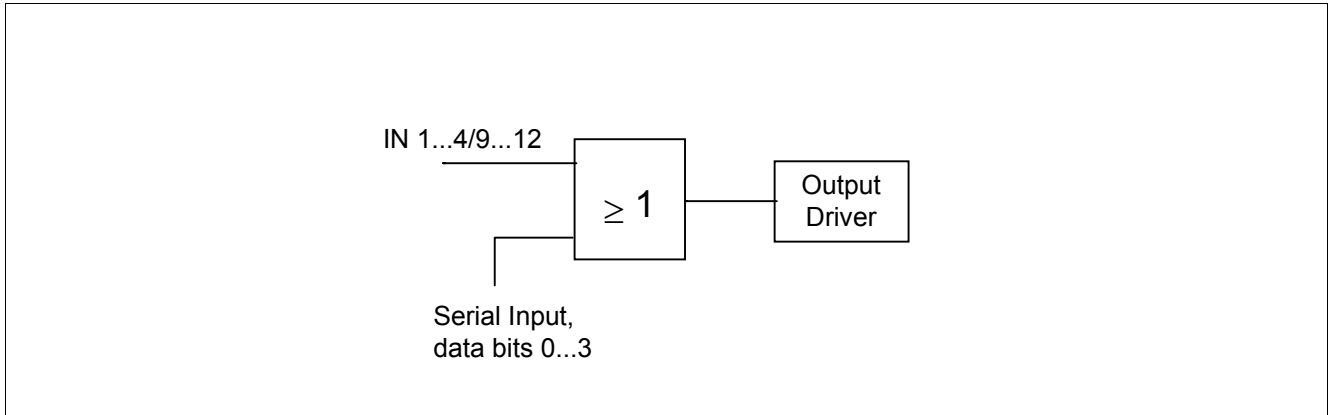 IN 1...4/9...12
≥ 1
Output
Driver
Serial Input,
data bits 0...3